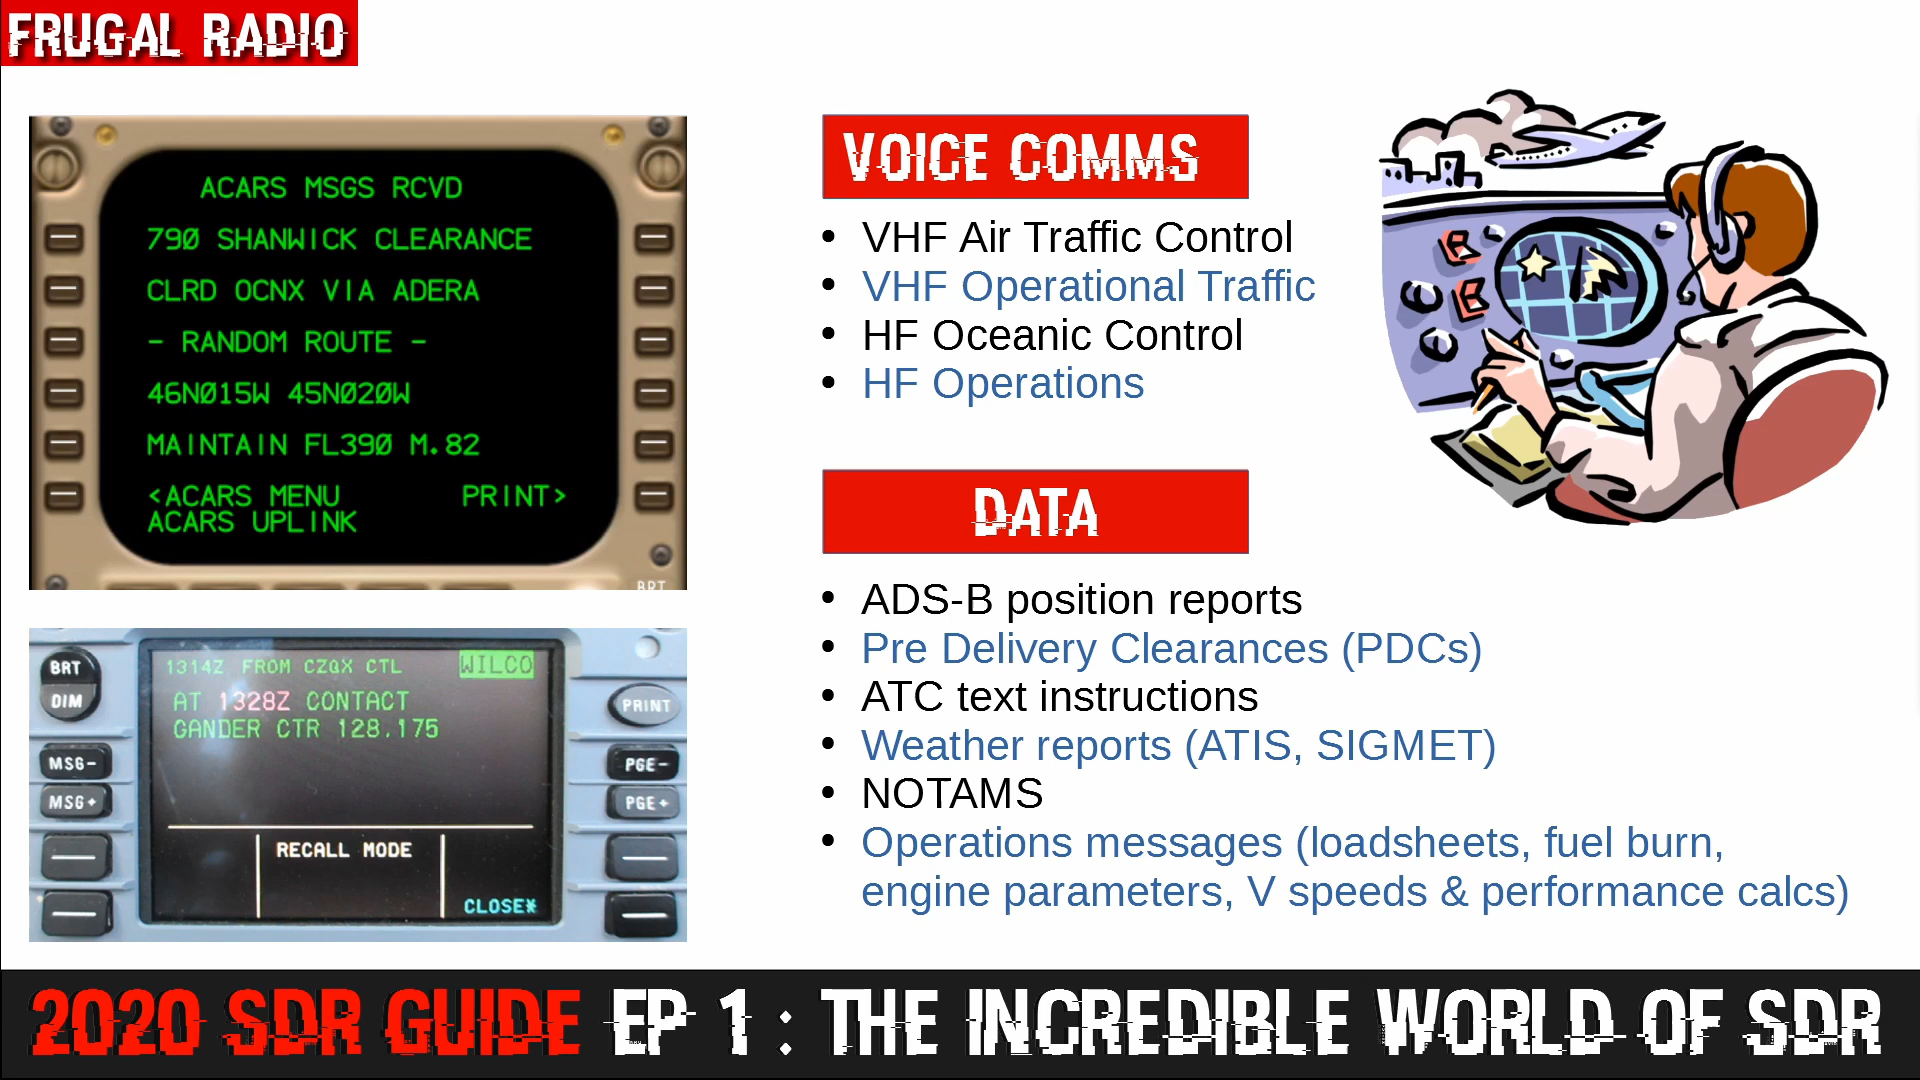 FRUGAL RADIO
ACARS MSGS RCVD
790 SHANWICK CLEARANCE
CLRD OCNX VIA ADERA
- RANDOM ROUTE -
46N015W 45N020W
MAINTAIN FL390 M.82
<ACARS MENU PRINT>
ACARS UPLINK
BRT
BRT
DIM
MSG-
MSG+
1314Z FROM CZQX CTL WILCO
AT 1328Z CONTACT
GANDER CTR 128.175
RECALL MODE
CLOSE*
PRINT
PGE-
PGE+
VOICE COMMS
• VHF Air Traffic Control
• VHF Operational Traffic
• HF Oceanic Control
• HF Operations
DATA
• ADS-B position reports
• Pre Delivery Clearances (PDCs)
• ATC text instructions
• Weather reports (ATIS, SIGMET)
• NOTAMS
• Operations messages (loadsheets, fuel burn,
engine parameters, V speeds & performance calcs)
2020 SDR GUIDE EP 1 : THE INCREDIBLE WORLD OF SDR